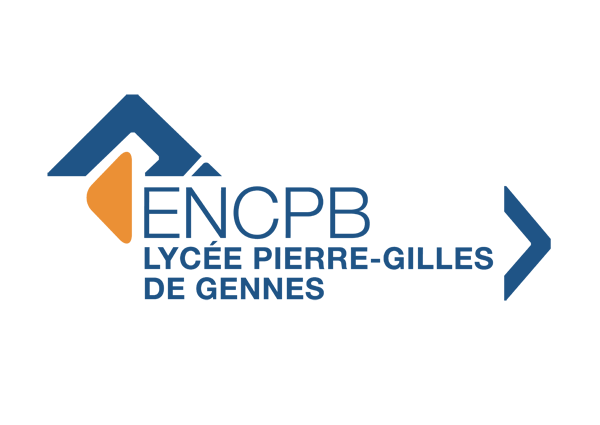 ENCPB
LYCÉE PIERRE-GILLES
DE GENNES